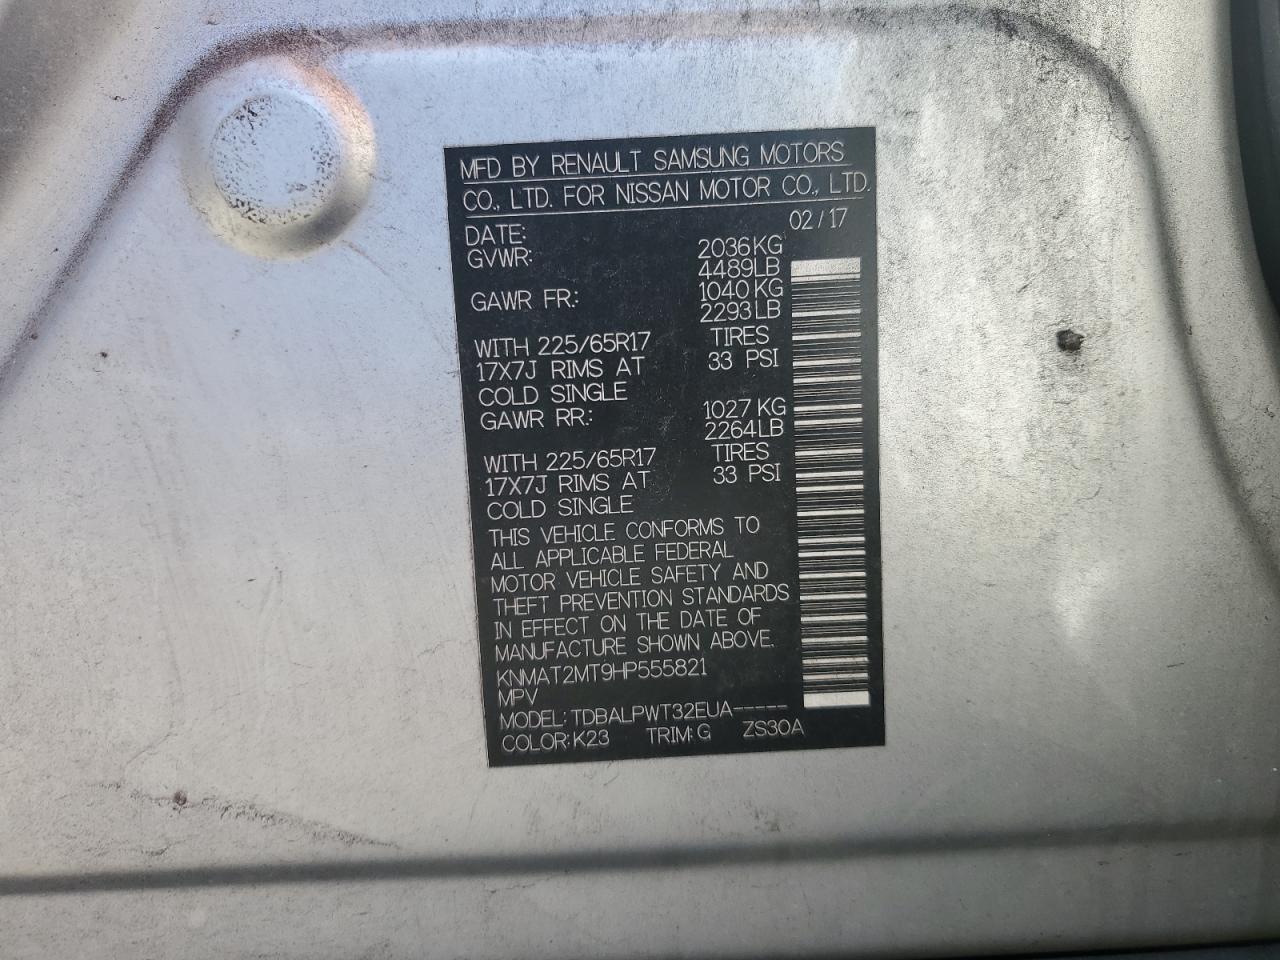 MFD BY RENAULT SAMSUNG MOTORS
CO., LTD. FOR NISSAN MOTOR CO., LTD.
DATE: 02/17
GVWR: 2036KG
4489LB
GAWR FR.: 1040KG
2293LB
WITH 225/65R17 TIRES
17X7J RIMS AT 33 PSI
COLD SINGLE
GAWR RR.: 1027KG
2264LB
WITH 225/65R17 TIRES
17X7J RIMS AT 33 PSI
COLD SINGLE
THIS VEHICLE CONFORMS TO
ALL APPLICABLE FEDERAL
MOTOR VEHICLE SAFETY AND
THEFT PREVENTION STANDARDS
IN EFFECT ON THE DATE OF
MANUFACTURE SHOWN ABOVE.
KNMAT2MT9HP555821
MPV
MODEL: TDBALPWT32EUA-----
COLOR: K23 TRIM: G ZS30A